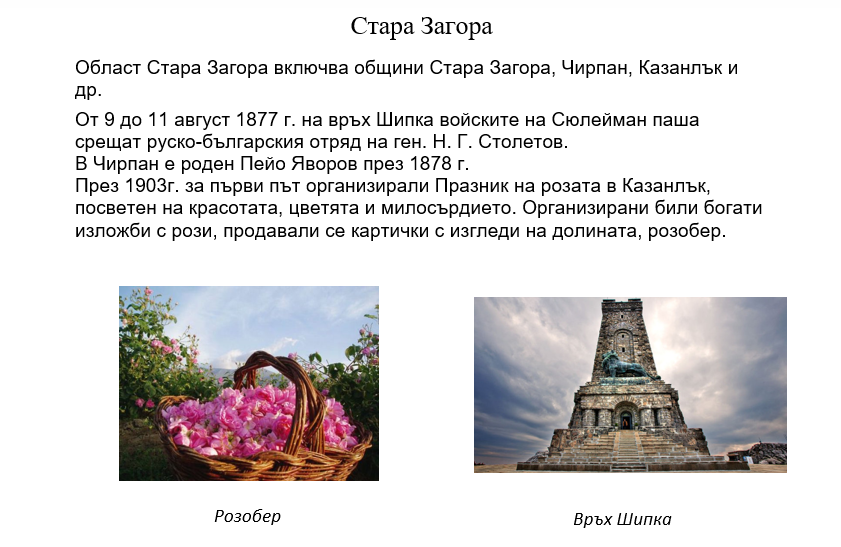 Стара Загора
Област Стара Загора включва общини Стара Загора, Чирпан, Казанлък и
др.
От 9 до 11 август 1877 г. на връх Шипка войските на Сюлейман паша
срещат руско-българския отряд на ген. Н. Г. Столетов.
В Чирпан е роден Пейо Яворов през 1878 г.
През 1903г. за първи път организирали Празник на розата в Казанлък,
посветен на красотата, цветята и милосърдието. Организирани били богати
изложби с рози, продавали се картички с изгледи на долината, розобер.
Розобер
Връх Шипка